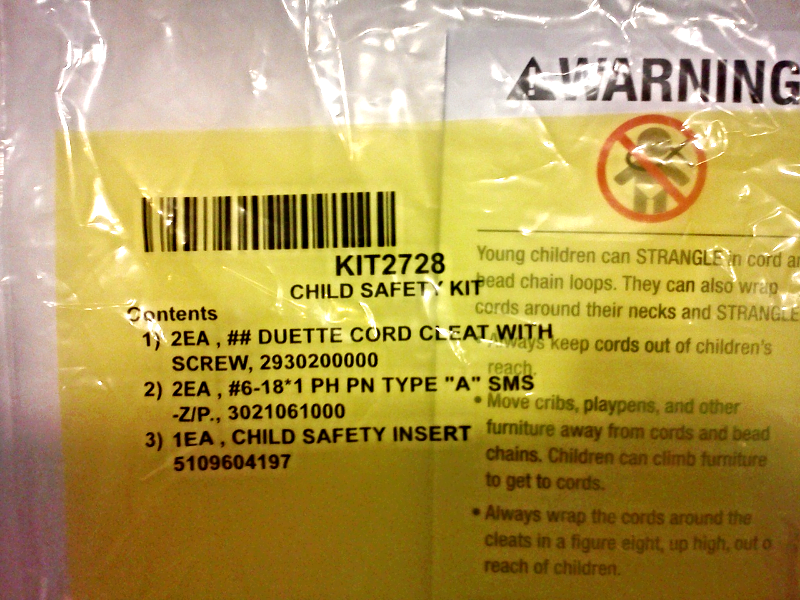 WARNING
KIT2728
CHILD SAFETY KIT
Contents
1) 2EA , ## DUETTE CORD CLEAT WITH
SCREW, 2930200000
2) 2EA , #6-18*1 PH PN TYPE "A" SMS
-Z/P., 3021061000
3) 1EA , CHILD SAFETY INSERT
5109604197
Young children can STRANGLE in cord an
bead chain loops. They can also wrap
cords around their necks and STRANGLE
Always keep cords out of children's
reach.
• Move cribs, playpens, and other
furniture away from cords and bead
chains. Children can climb furniture
to get to cords.
• Always wrap the cords around the
cleats in a figure eight, up high, out o
reach of children.